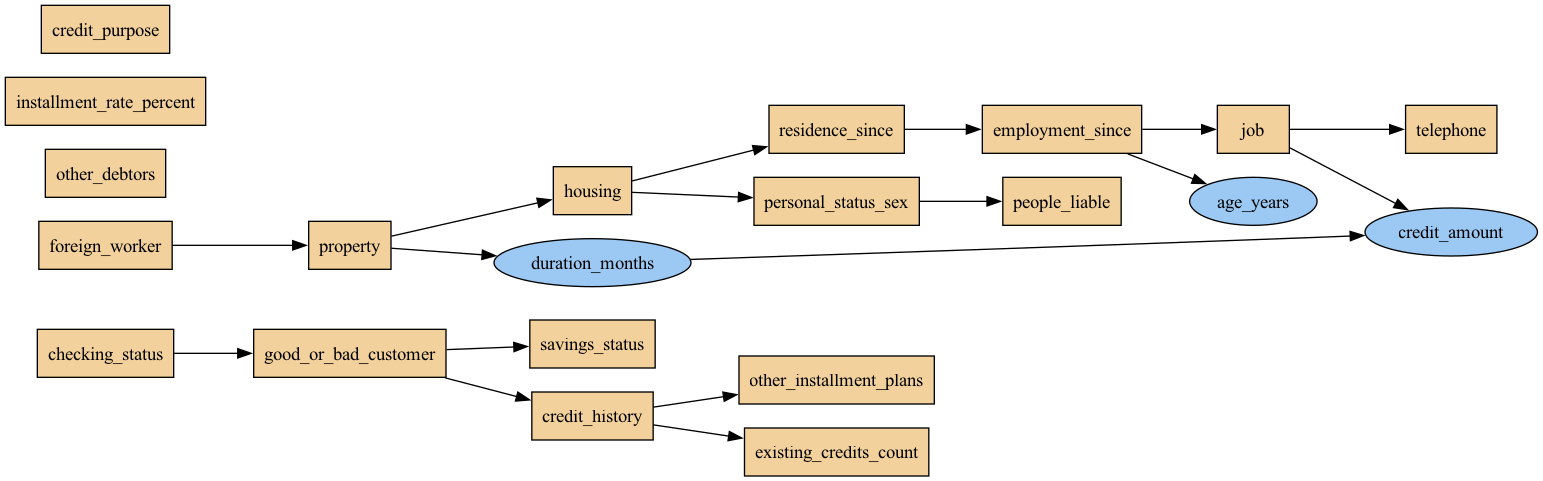 credit_purpose
installment_rate_percent
other_debtors
foreign_worker
property
housing
duration_months
residence_since
personal_status_sex
employment_since
people_liable
job
age_years
telephone
credit_amount
checking_status
good_or_bad_customer
savings_status
credit_history
other_installment_plans
existing_credits_count